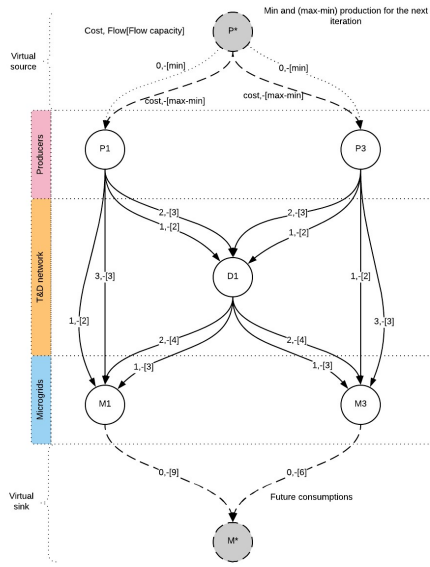 Min and (max-min) production for the next
iteration
Cost, Flow[Flow capacity]
P*
Virtual
source
0,-[min]
0,-[min]
cost,-[max-min]
cost,-[max-min]
Producers
P1
P3
T&D network
2,-[3]
2,-[3]
1,-[2]
1,-[2]
D1
3,-[3]
1,-[2]
1,-[2]
3,-[3]
2,-[4]
2,-[4]
1,-[3]
1,-[3]
Microgrids
M1
M3
0,-[9]
0,-[6]
Virtual
sink
Future consumptions
M*